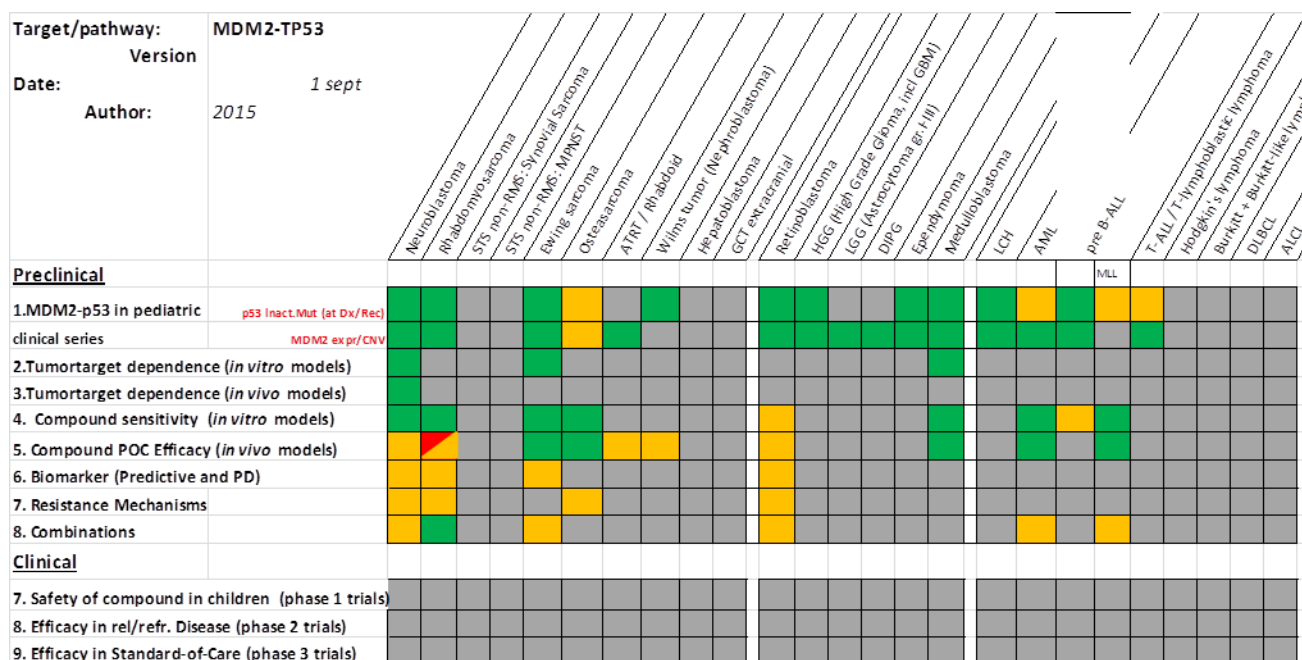 Target/pathway: MDM2-TP53
Version
Date: 1 sept
Author: 2015
Neuroblastoma
Rhabdomyosarcoma
STS non-RMS: Synovial Sarcoma
STS non-RMS: MPNST
Ewing sarcoma
Osteasarcoma
ATRT / Rhabdoid
Wilms tumor (Nephroblastoma)
Hepatoblastoma
GCT extracranial
Retinoblastoma
HGG (High Grade Glioma, incl GBM)
LGG (Astrocytoma gr. I-III)
DIPG
Ependymoma
Medulloblastoma
LCH
AML
pre B-ALL
T- ALL / T-lymphoblastic lymphoma
Hodgkin's lymphoma
Burkitt + Burkitt-like
DLBCL
ALCL
Preclinical
MLL
1.MDM2-p53 in pediatric p53 Inact.Mut (at Dx/Rec)
clinical series MDM2 expr/CNV
2.Tumortarget dependence (in vitro models)
3.Tumortarget dependence (in vivo models)
4. Compound sensitivity (in vitro models)
5. Compound POC Efficacy (in vivo models)
6. Biomarker (Predictive and PD)
7. Resistance Mechanisms
8. Combinations
Clinical
7. Safety of compound in children (phase 1 trials)
8. Efficacy in rel/refr. Disease (phase 2 trials)
9. Efficacy in Standard-of-Care (phase 3 trials)